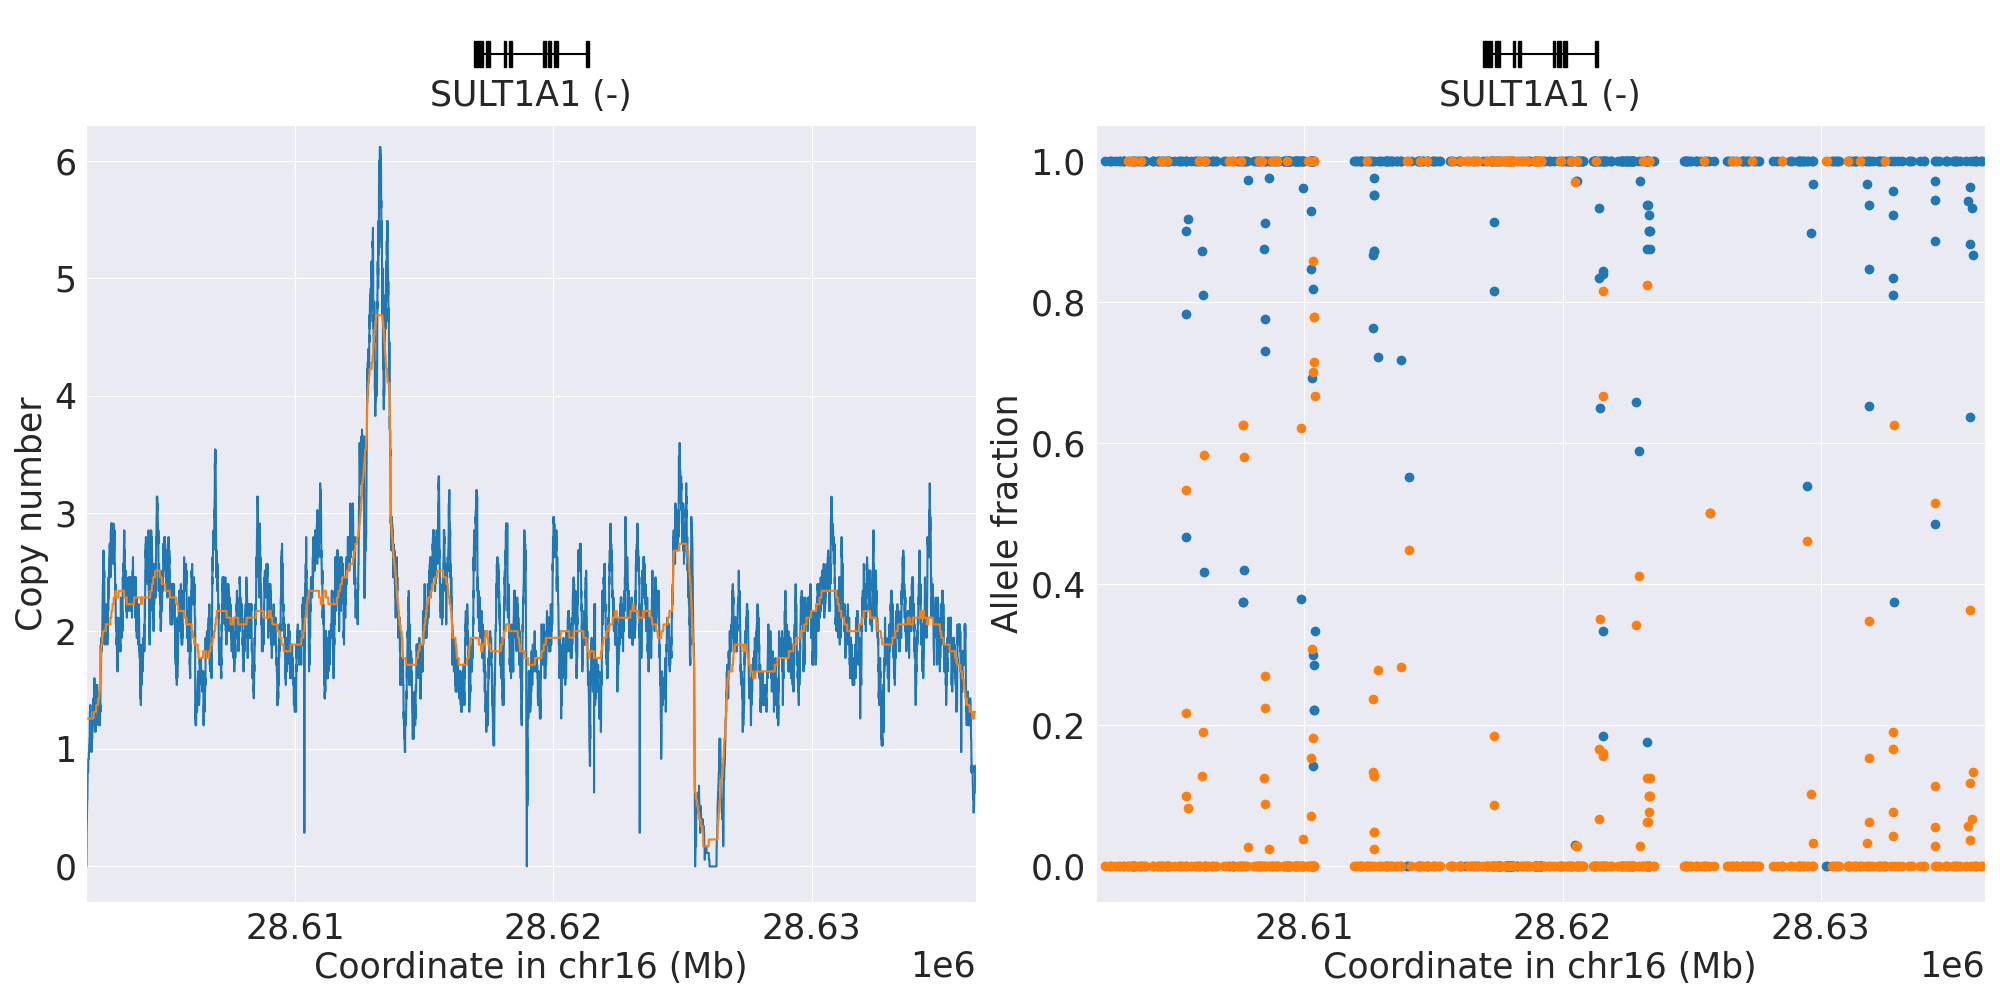 SULT1A1 (-)
Copy number
6
5
4
3
2
1
0
28.61
28.62
28.63
Coordinate in chr16 (Mb)
1e6
SULT1A1 (-)
Allele fraction
1.0
0.8
0.6
0.4
0.2
0.0
28.61
28.62
28.63
Coordinate in chr16 (Mb)
1e6